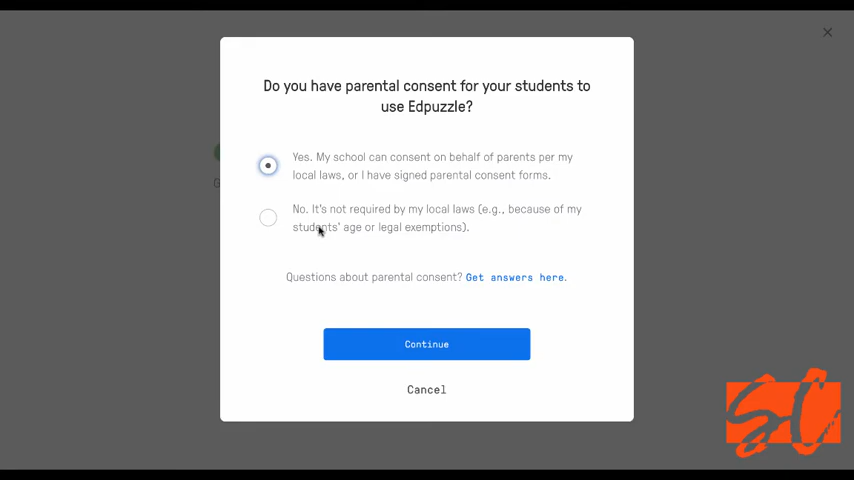 Do you have parental consent for your students to
use Edpuzzle?
Yes. My school can consent on behalf of parents per my
local laws, or I have signed parental consent forms.
No. It's not required by my local laws (e.g., because of my
students' age or legal exemptions).
Questions about parental consent? Get answers here.
Continue
Cancel